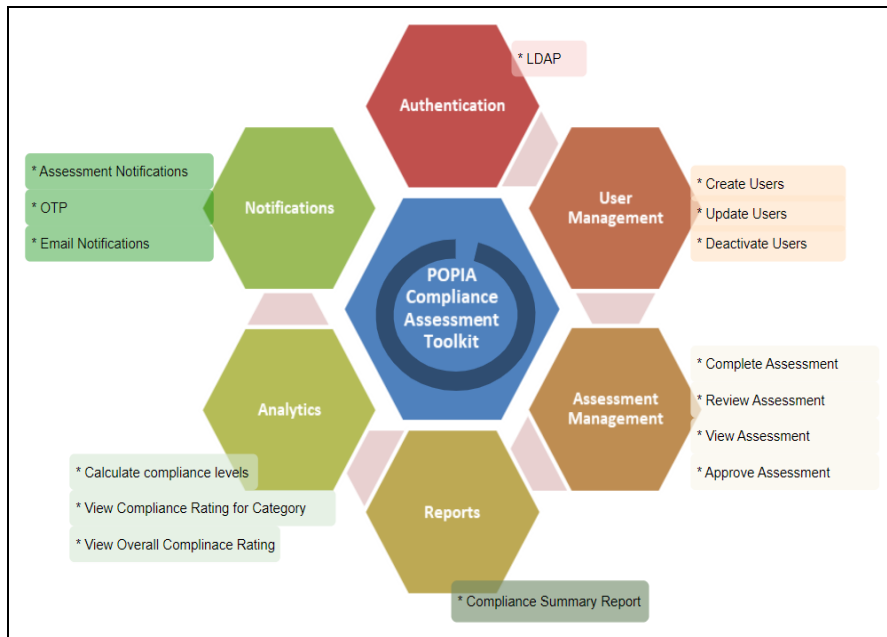 * LDAP
Authentication
* Assessment Notifications
* OTP
* Email Notifications
Notifications
User
Management
* Create Users
* Update Users
* Deactivate Users
POPIA
Compliance
Assessment
Toolkit
Analytics
* Calculate compliance levels
* View Compliance Rating for Category
* View Overall Complinace Rating
Assessment
Management
* Complete Assessment
* Review Assessment
* View Assessment
* Approve Assessment
Reports
* Compliance Summary Report